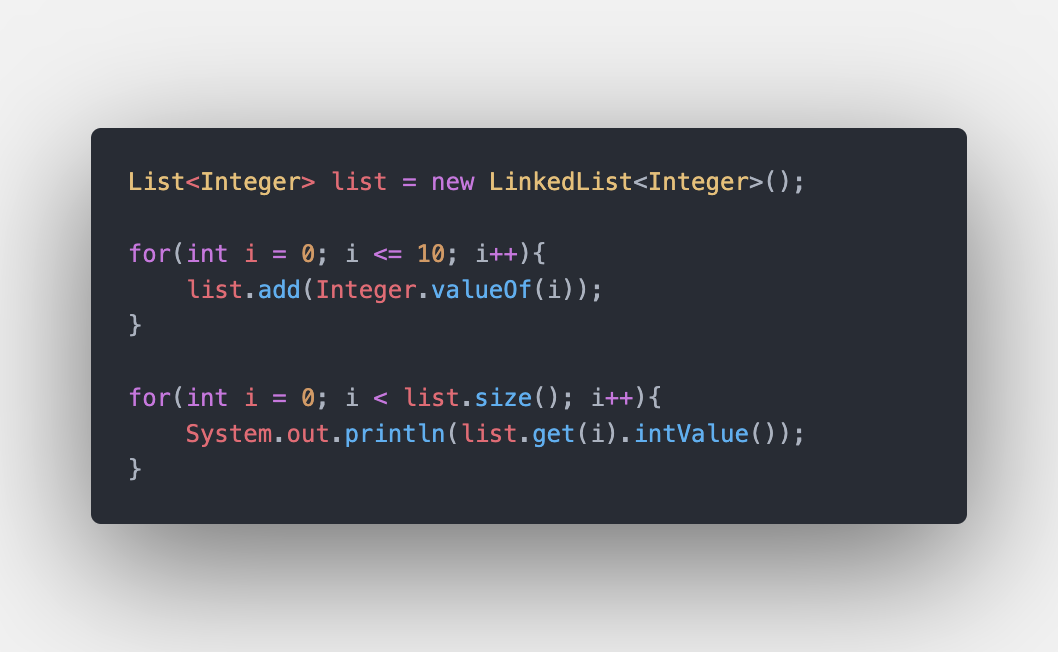 List<Integer> list = new LinkedList<Integer>();
for(int i = 0; i <= 10; i++){
    list.add(Integer.valueOf(i));
}
for(int i = 0; i < list.size(); i++){
    System.out.println(list.get(i).intValue());
}